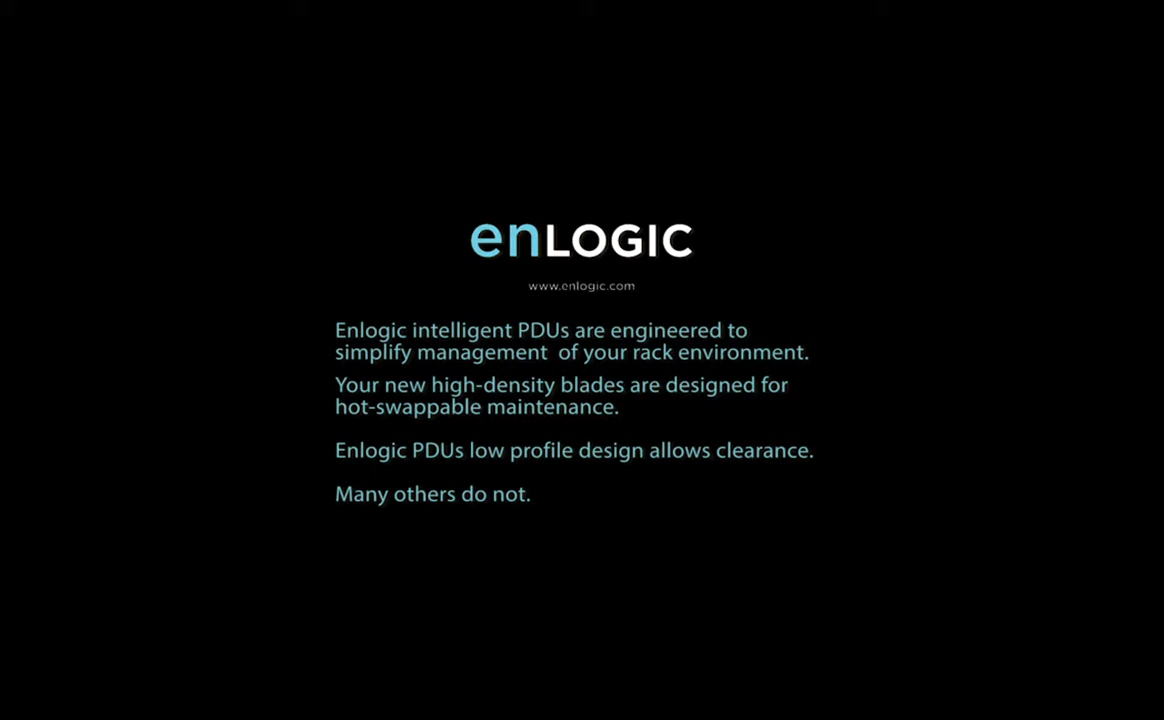 enLOGIC
www.enlogic.com
Enlogic intelligent PDUs are engineered to
simplify management  of your rack environment.
Your new high-density blades are designed for
hot-swappable maintenance.
Enlogic PDUs low profile design allows clearance.
Many others do not.